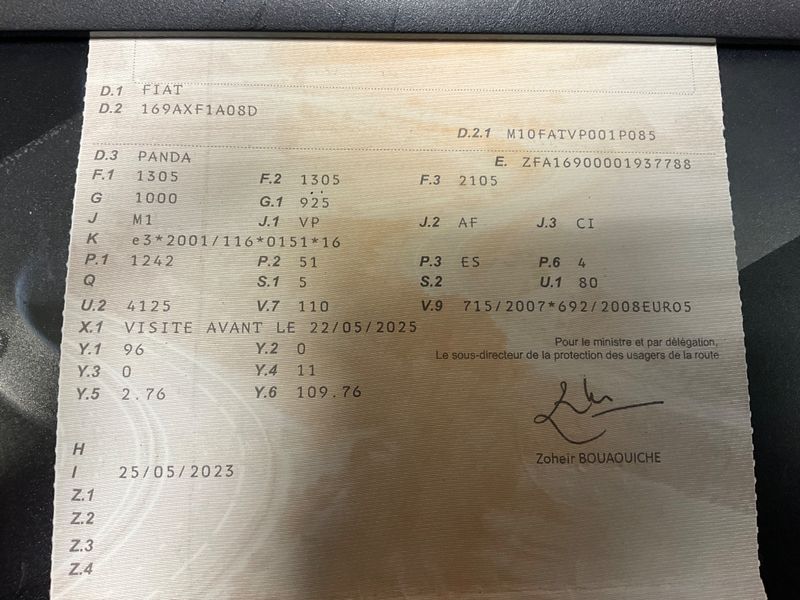 D.1 FIAT
D.2 169AXF1A08D
D.2.1 M10FATVP001P085
D.3 PANDA E. ZFA16900001937788
F.1 1305 F.2 1305 F.3 2105
G 1000 G.1 925
J M1 J.1 VP J.2 AF J.3 CI
K e3*2001/116*0151*16
P.1 1242 P.2 51 P.3 ES P.6 4
Q S.1 5 S.2 U.1 80
U.2 4125 V.7 110 V.9 715/2007*692/2008EURO5
X.1 VISITE AVANT LE 22/05/2025
Y.1 96 Y.2 0
Pour le ministre et par délégation,
Le sous-directeur de la protection des usagers de la route
Y.3 0 Y.4 11
Y.5 2.76 Y.6 109.76
H
Zoheir BOUAOUICHE
I 25/05/2023
Z.1
Z.2
Z.3
Z.4